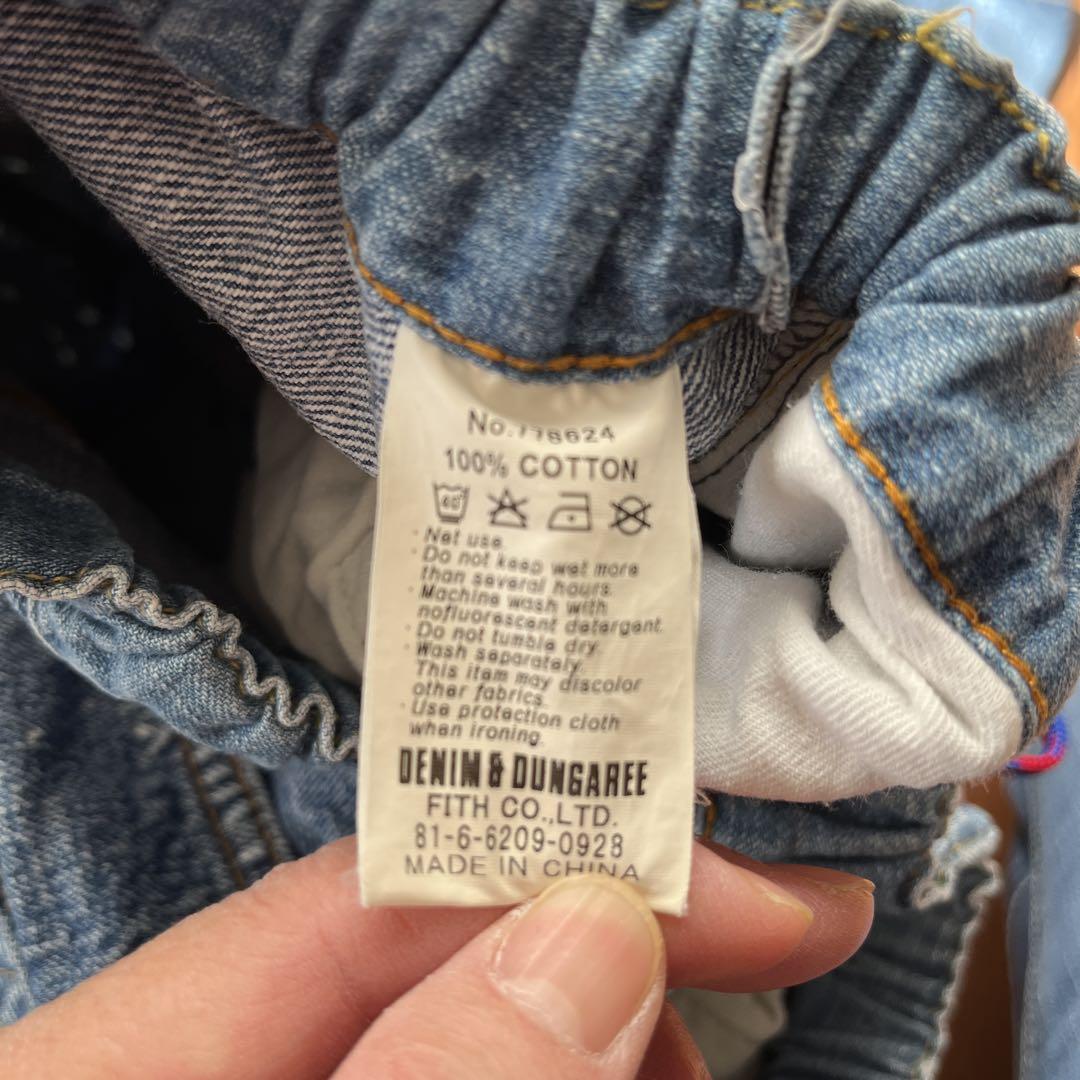 No.118624
100% COTTON
40
· Net use.
· Do not keep wet more
than several hours.
· Machine wash with
nofluorescent detergent.
· Do not tumble dry.
· Wash separately.
This item may discolor
other fabrics.
· Use protection cloth
when ironing.
DENIM & DUNGAREE
FITH CO.,LTD.
81-6-6209-0928
MADE IN CHINA